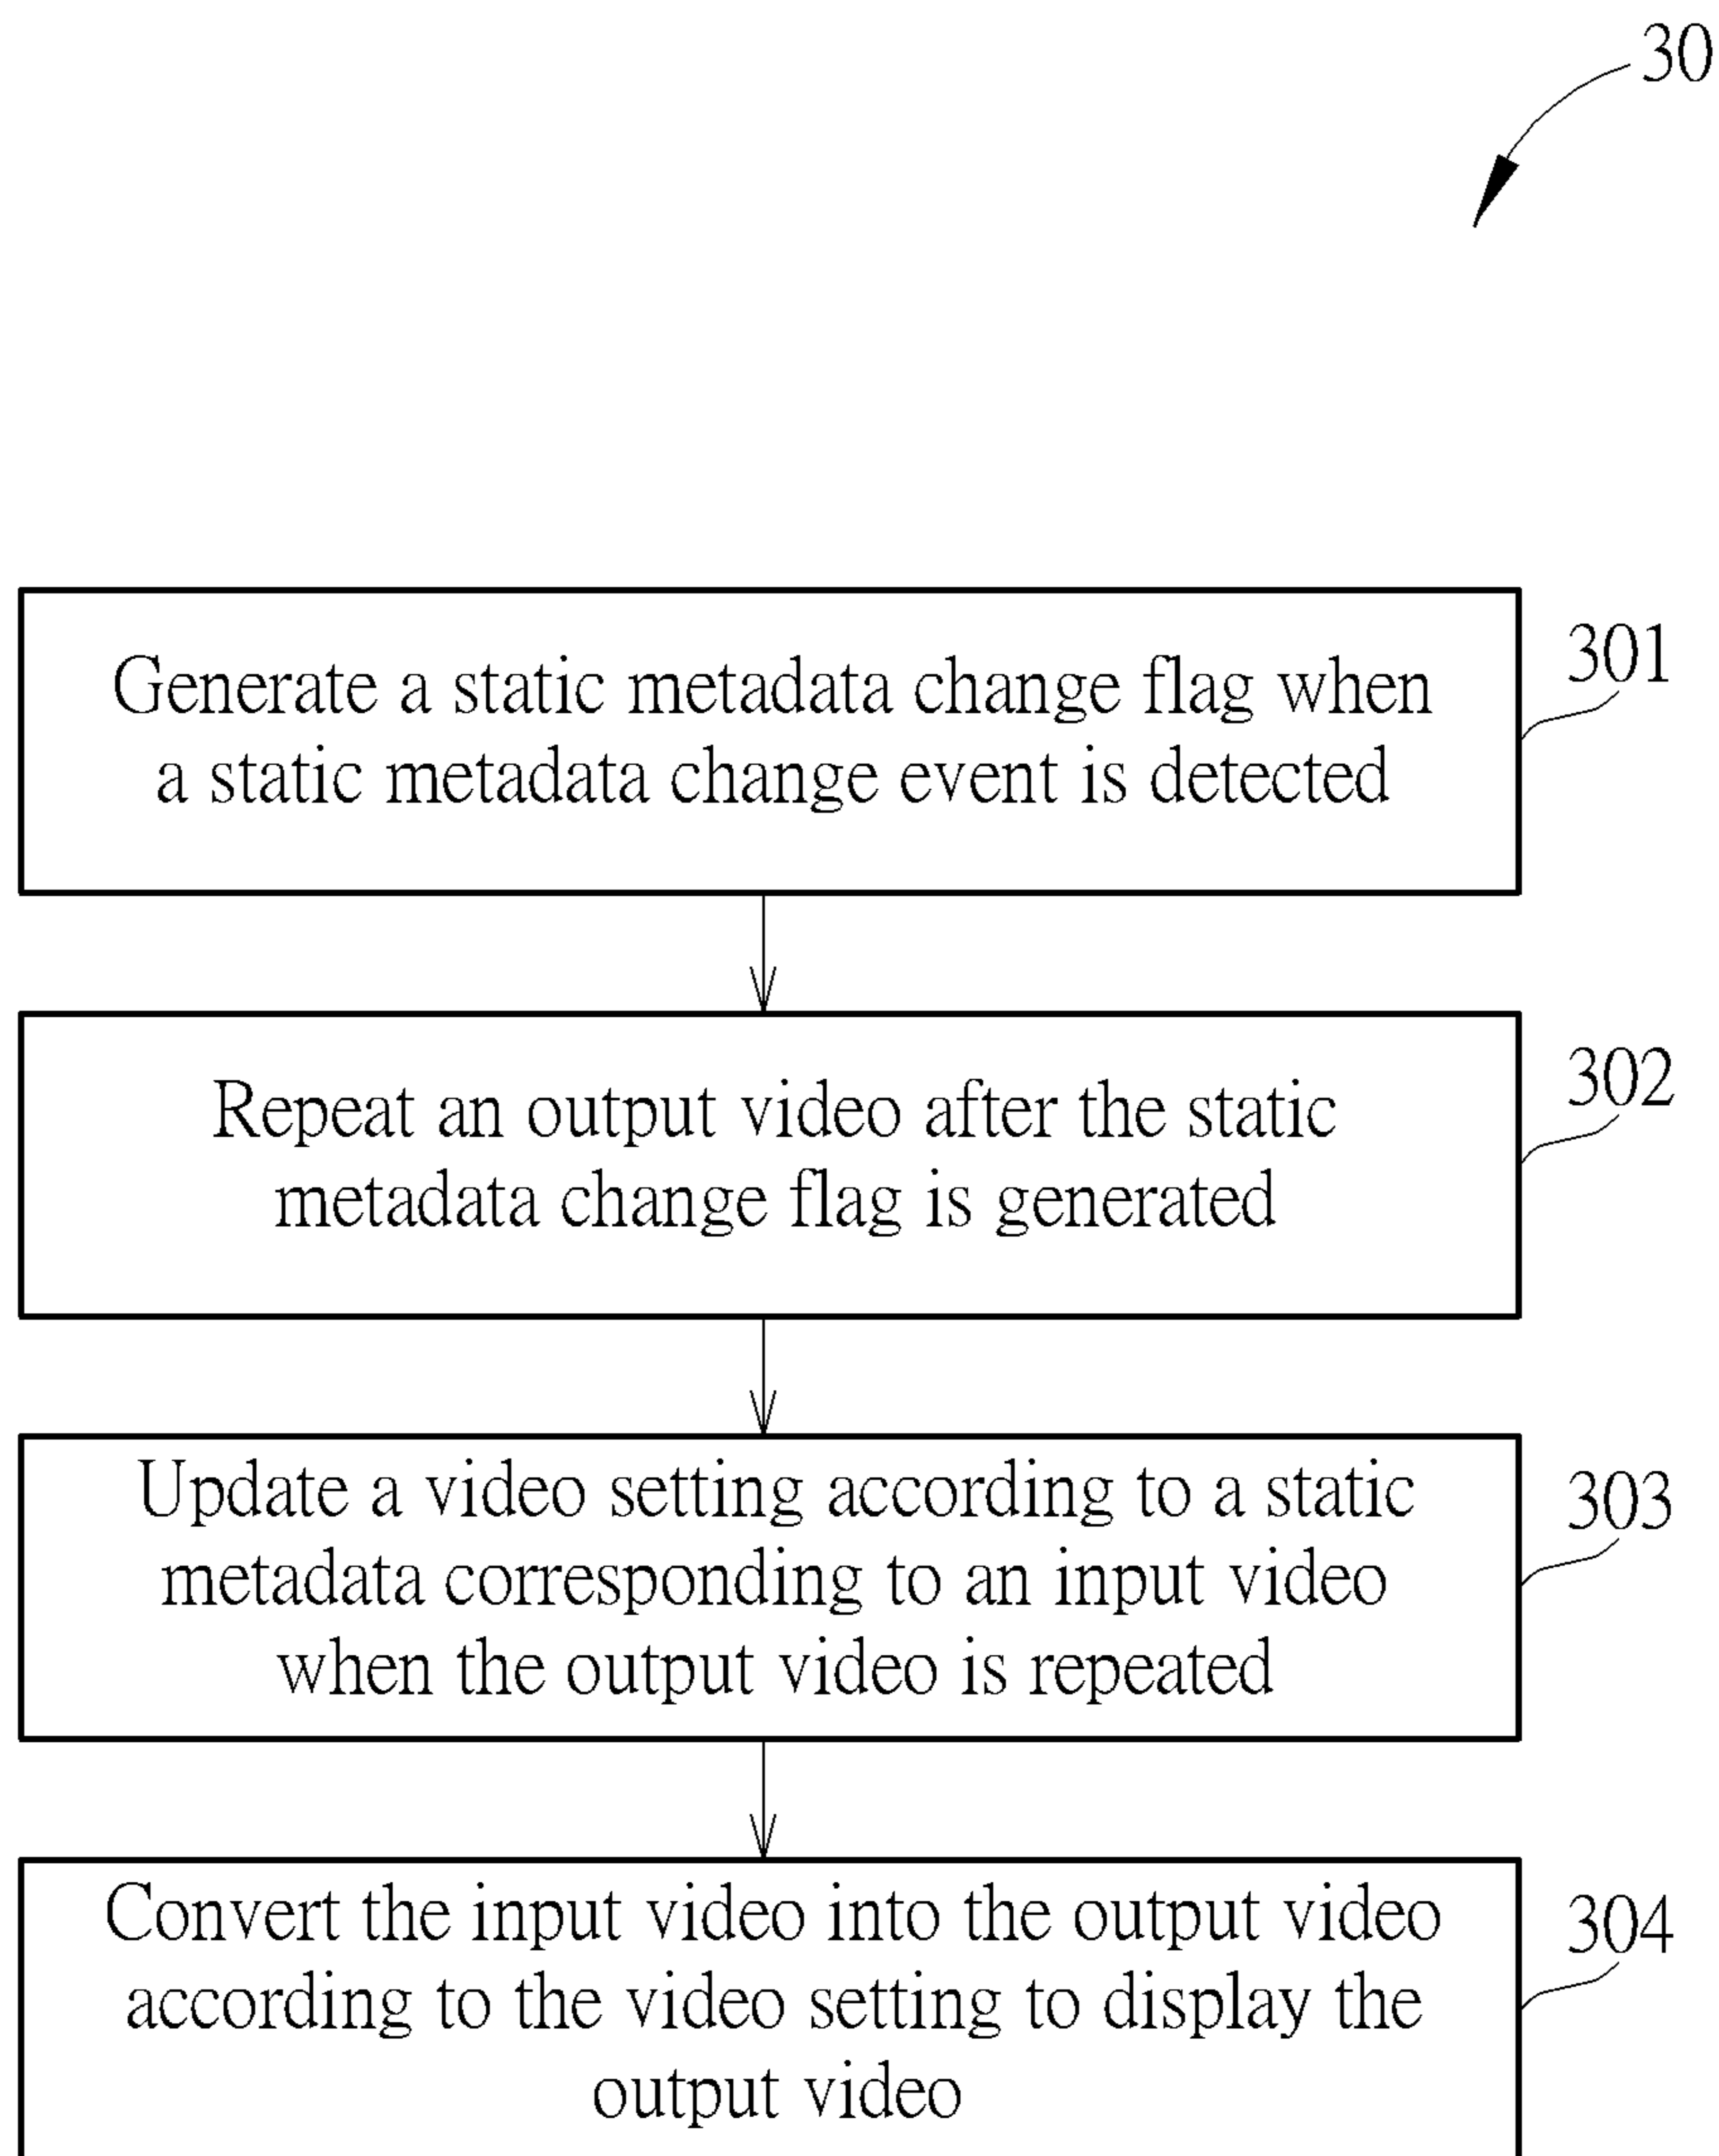 30
Generate a static metadata change flag when
a static metadata change event is detected
301
Repeat an output video after the static
metadata change flag is generated
302
Update a video setting according to a static
metadata corresponding to an input video
when the output video is repeated
303
Convert the input video into the output video
according to the video setting to display the
output video
304